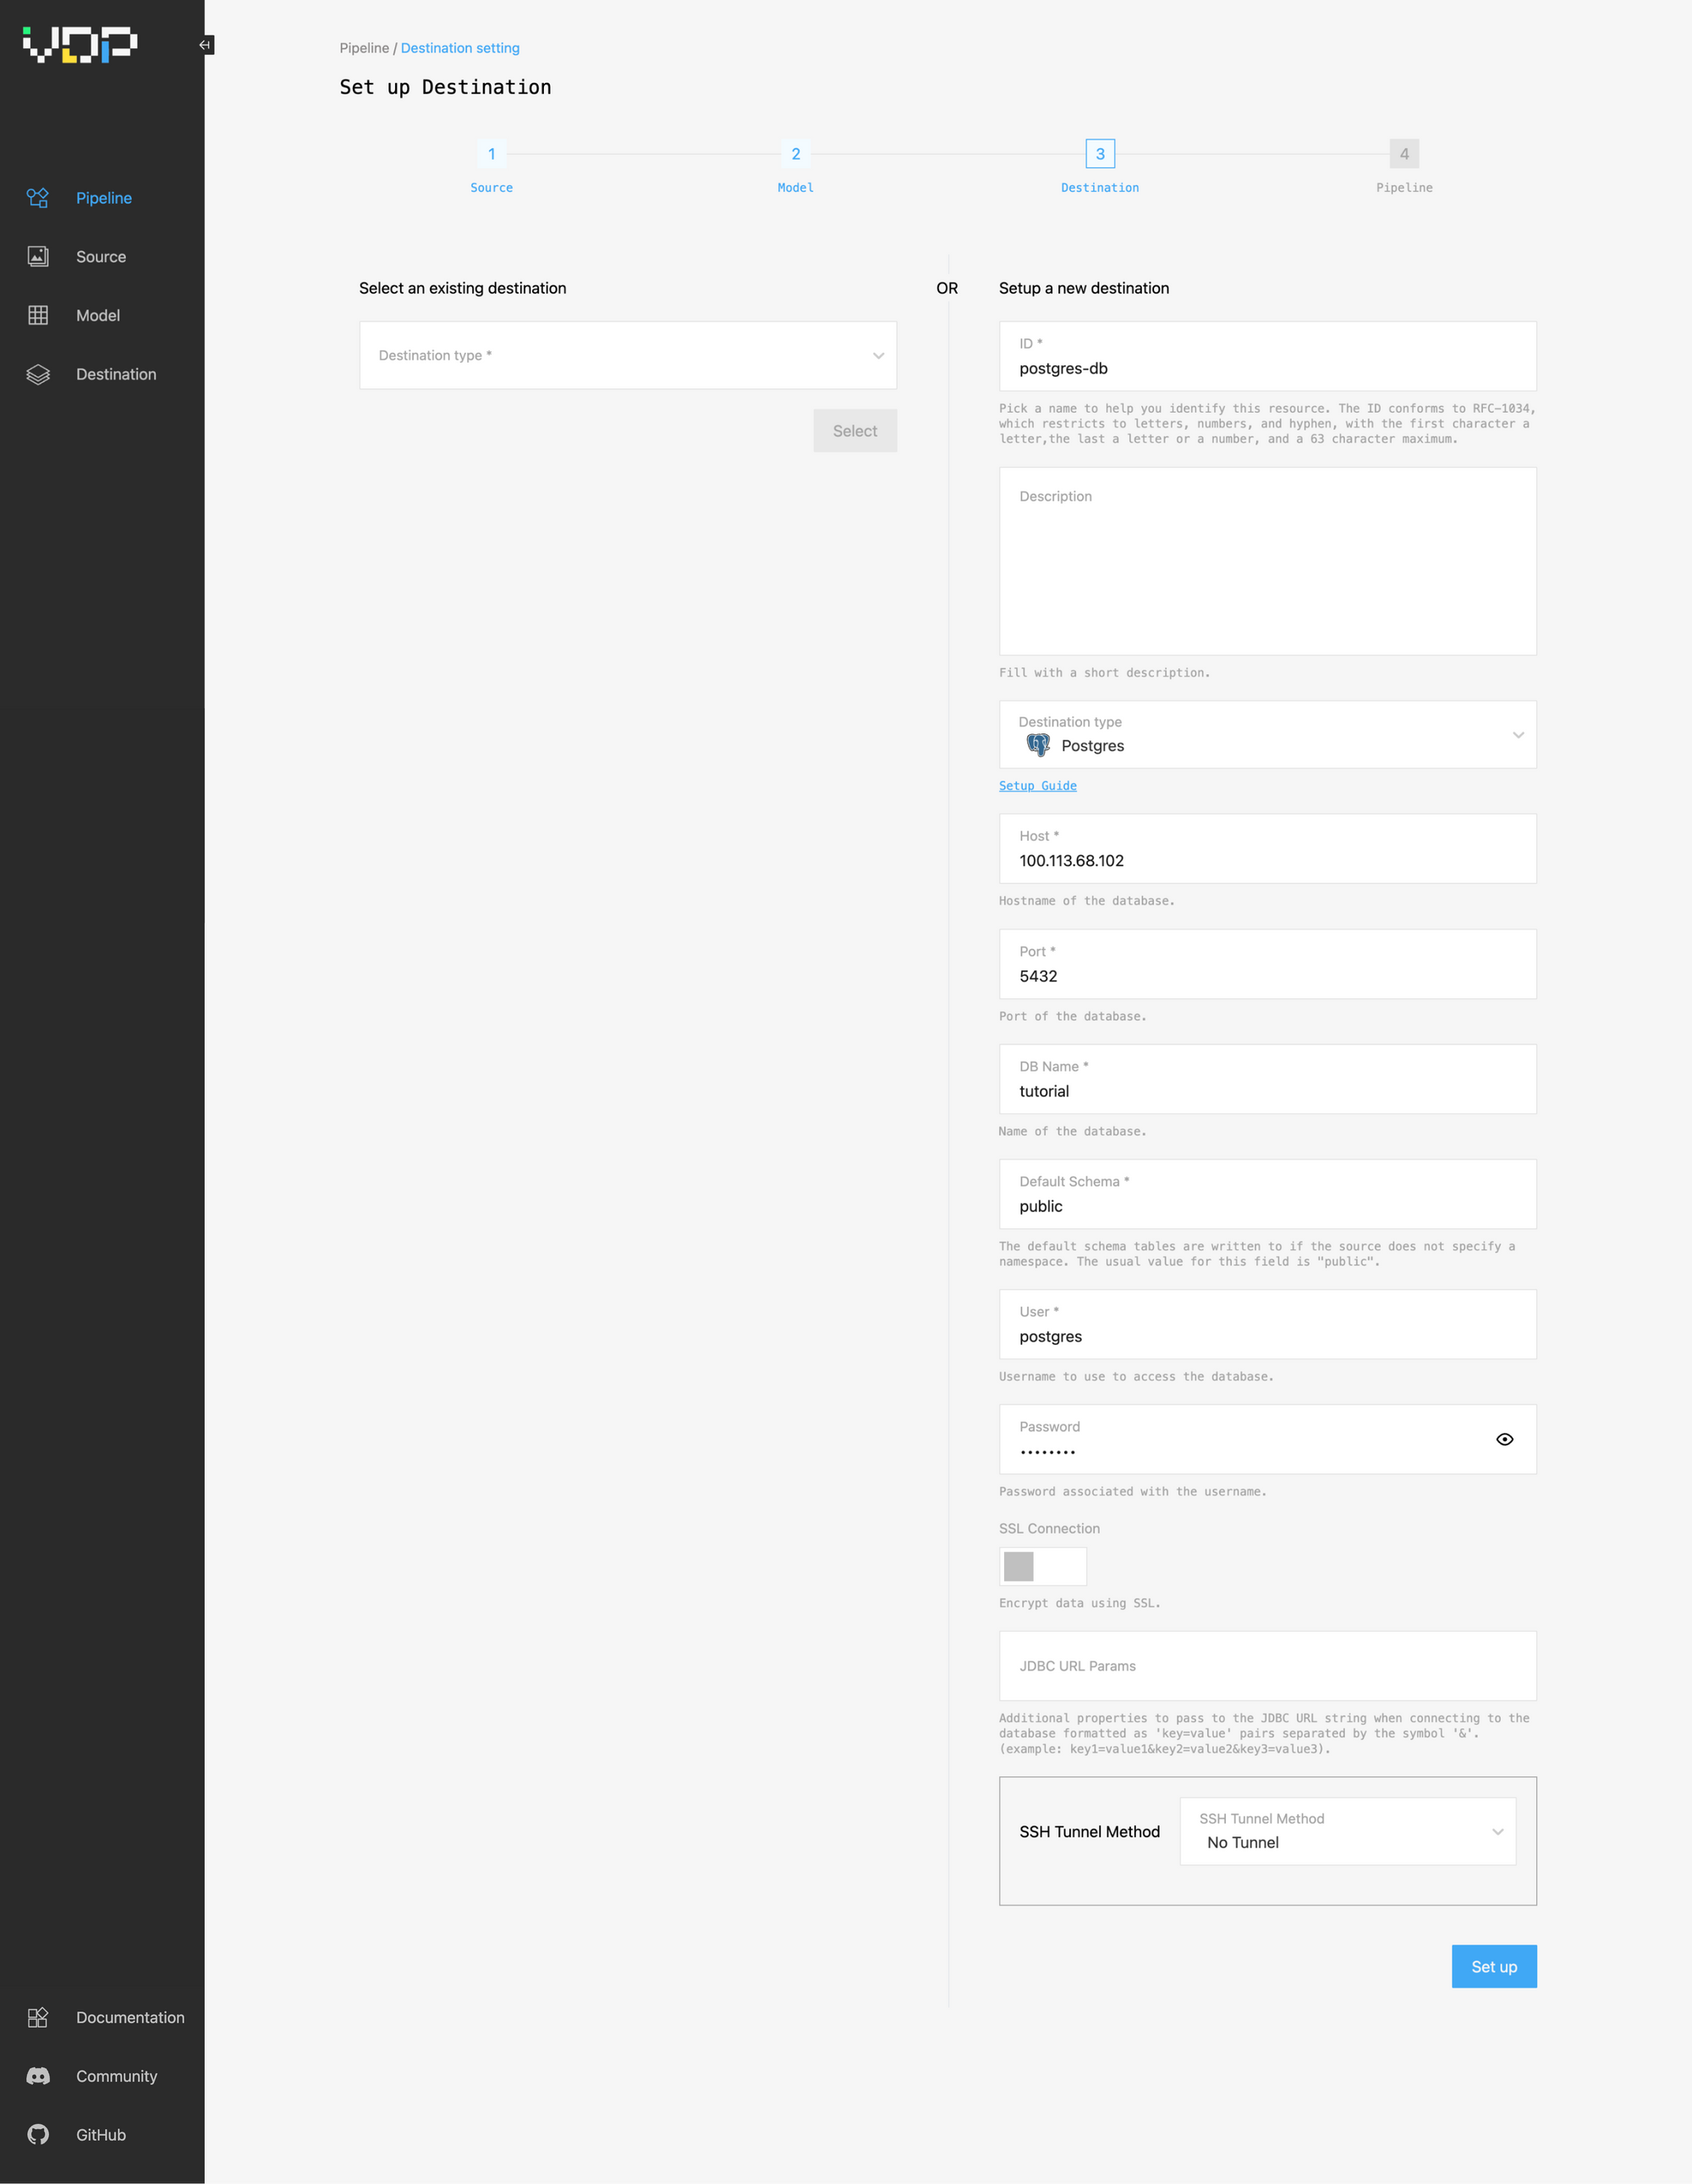 VDP
Pipeline
Source
Model
Destination
Documentation
Community
GitHub
Pipeline / Destination setting
Set up Destination
1
Source
2
Model
3
Destination
4
Pipeline
Select an existing destination
Destination type *
Select
OR
Setup a new destination
ID *
postgres-db
Pick a name to help you identify this resource. The ID conforms to RFC-1034,
which restricts to letters, numbers, and hyphen, with the first character a
letter,the last a letter or a number, and a 63 character maximum.
Description
Fill with a short description.
Destination type
Postgres
Setup Guide
Host *
100.113.68.102
Hostname of the database.
Port *
5432
Port of the database.
DB Name *
tutorial
Name of the database.
Default Schema *
public
The default schema tables are written to if the source does not specify a
namespace. The usual value for this field is "public".
User *
postgres
Username to use to access the database.
Password
••••••••
Password associated with the username.
SSL Connection
Encrypt data using SSL.
JDBC URL Params
Additional properties to pass to the JDBC URL string when connecting to the
database formatted as 'key=value' pairs separated by the symbol '&'.
(example: key1=value1&key2=value2&key3=value3).
SSH Tunnel Method
SSH Tunnel Method
No Tunnel
Set up